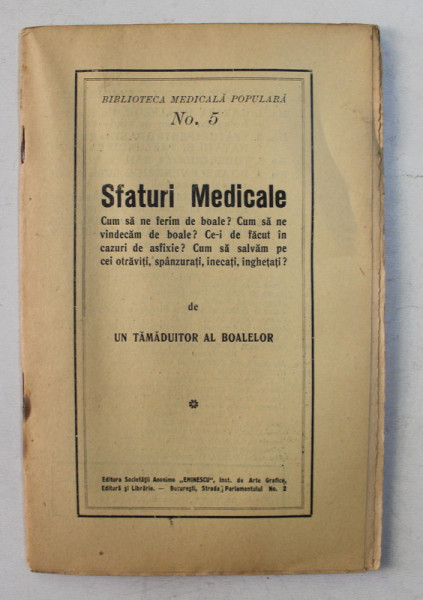 BIBLIOTECA MEDICALĂ POPULARĂ
No. 5
Sfaturi Medicale
Cum să ne ferim de boale? Cum să ne
vindecăm de boale? Ce-i de făcut în
cazuri de asfixie? Cum să salvăm pe
cei otrăviți, spânzurați, înecați, înghețați?
de
UN TĂMĂDUITOR AL BOALELOR
Editura Societății Anonime „EMINESCU", Inst. de Arte Grafice,
Editură și Librărie. — București, Strada Parlamentului No. 2